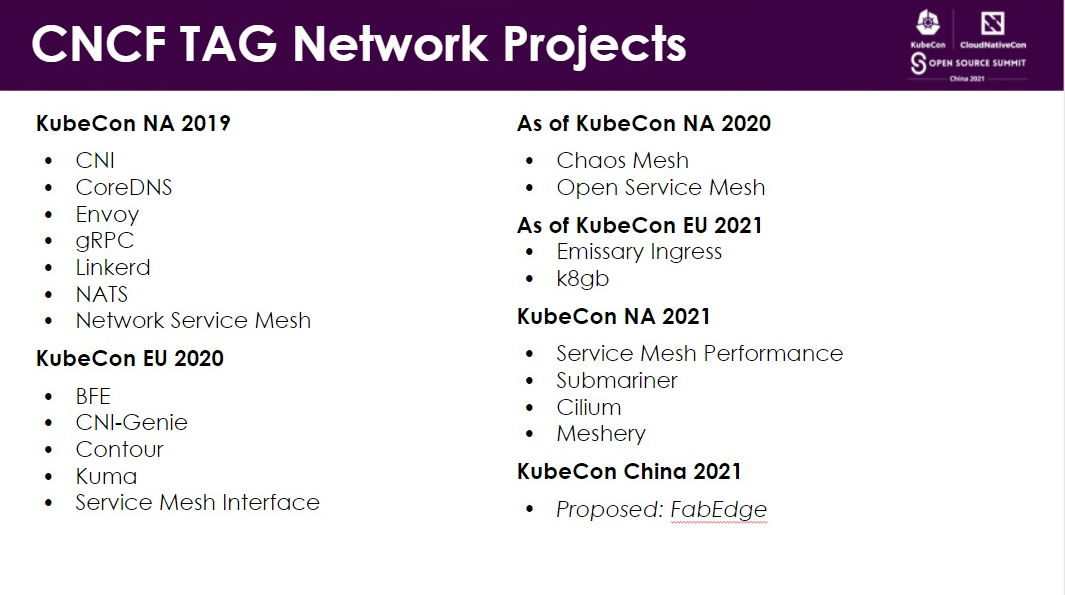 CNCF TAG Network Projects
KubeCon
CloudNativeCon
OPEN SOURCE SUMMIT
China 2021
KubeCon NA 2019
• CNI
• CoreDNS
• Envoy
• gRPC
• Linkerd
• NATS
• Network Service Mesh
KubeCon EU 2020
• BFE
• CNI-Genie
• Contour
• Kuma
• Service Mesh Interface
As of KubeCon NA 2020
• Chaos Mesh
• Open Service Mesh
As of KubeCon EU 2021
• Emissary Ingress
• k8gb
KubeCon NA 2021
• Service Mesh Performance
• Submariner
• Cilium
• Meshery
KubeCon China 2021
• Proposed: FabEdge